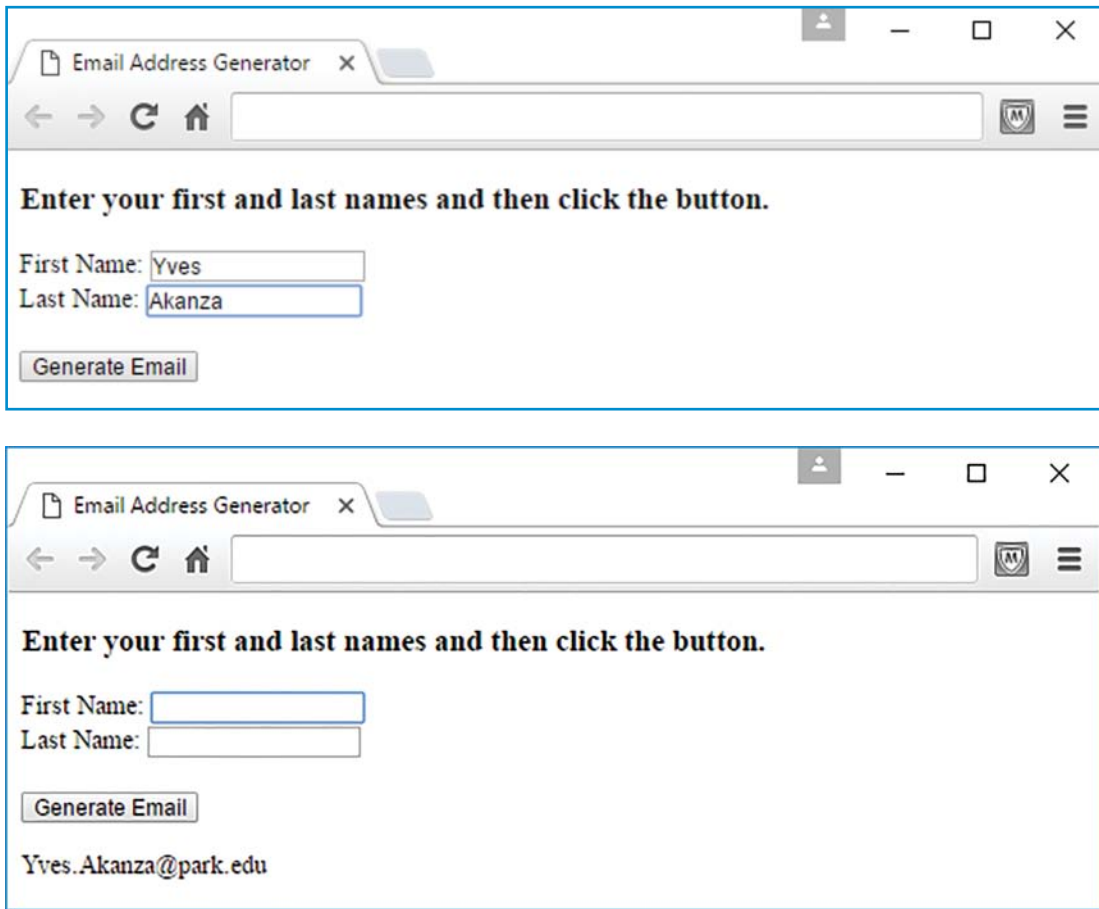 Email Address Generator
Enter your first and last names and then click the button.
First Name: Yves
Last Name: Akanza
Generate Email
Email Address Generator
Enter your first and last names and then click the button.
First Name:
Last Name:
Generate Email
Yves.Akanza@park.edu